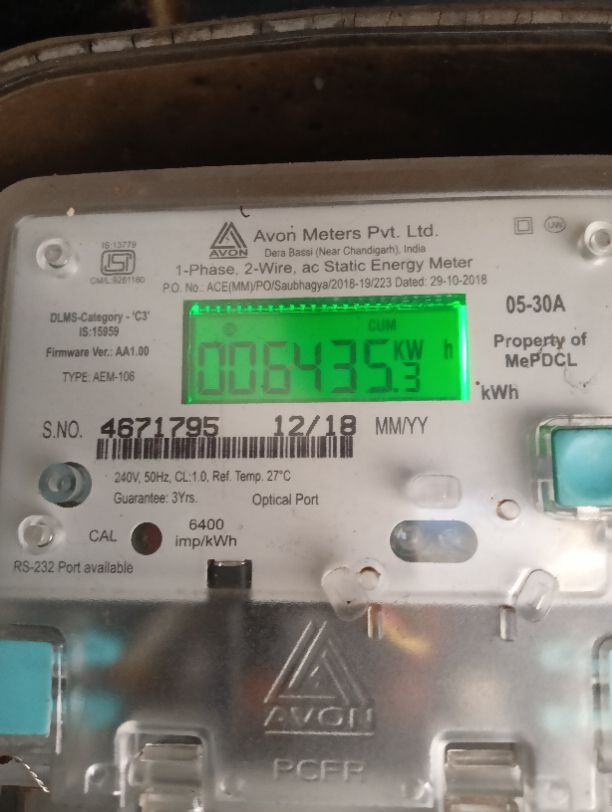 Avon Meters Pvt. Ltd.
AVON
Dera Bassi (Near Chandigarh), India
IS:13779
ISI
1-Phase, 2-Wire, ac Static Energy Meter
P.O. No.: ACE(MM)/PO/Saubhagya/2018-19/223 Dated: 29-10-2018
DLMS-Category - 'C3'
IS:15959
Firmware Ver.: AA1.00
TYPE: AEM-106
CUM
006435.3 KW h
05-30A
Property of
MePDCL
kWh
S.NO. 4671795 12/18 MM/YY
240V, 50Hz, CL:1.0, Ref. Temp. 27°C
Guarantee: 3Yrs. Optical Port
CAL
6400
imp/kWh
RS-232 Port available
AVON